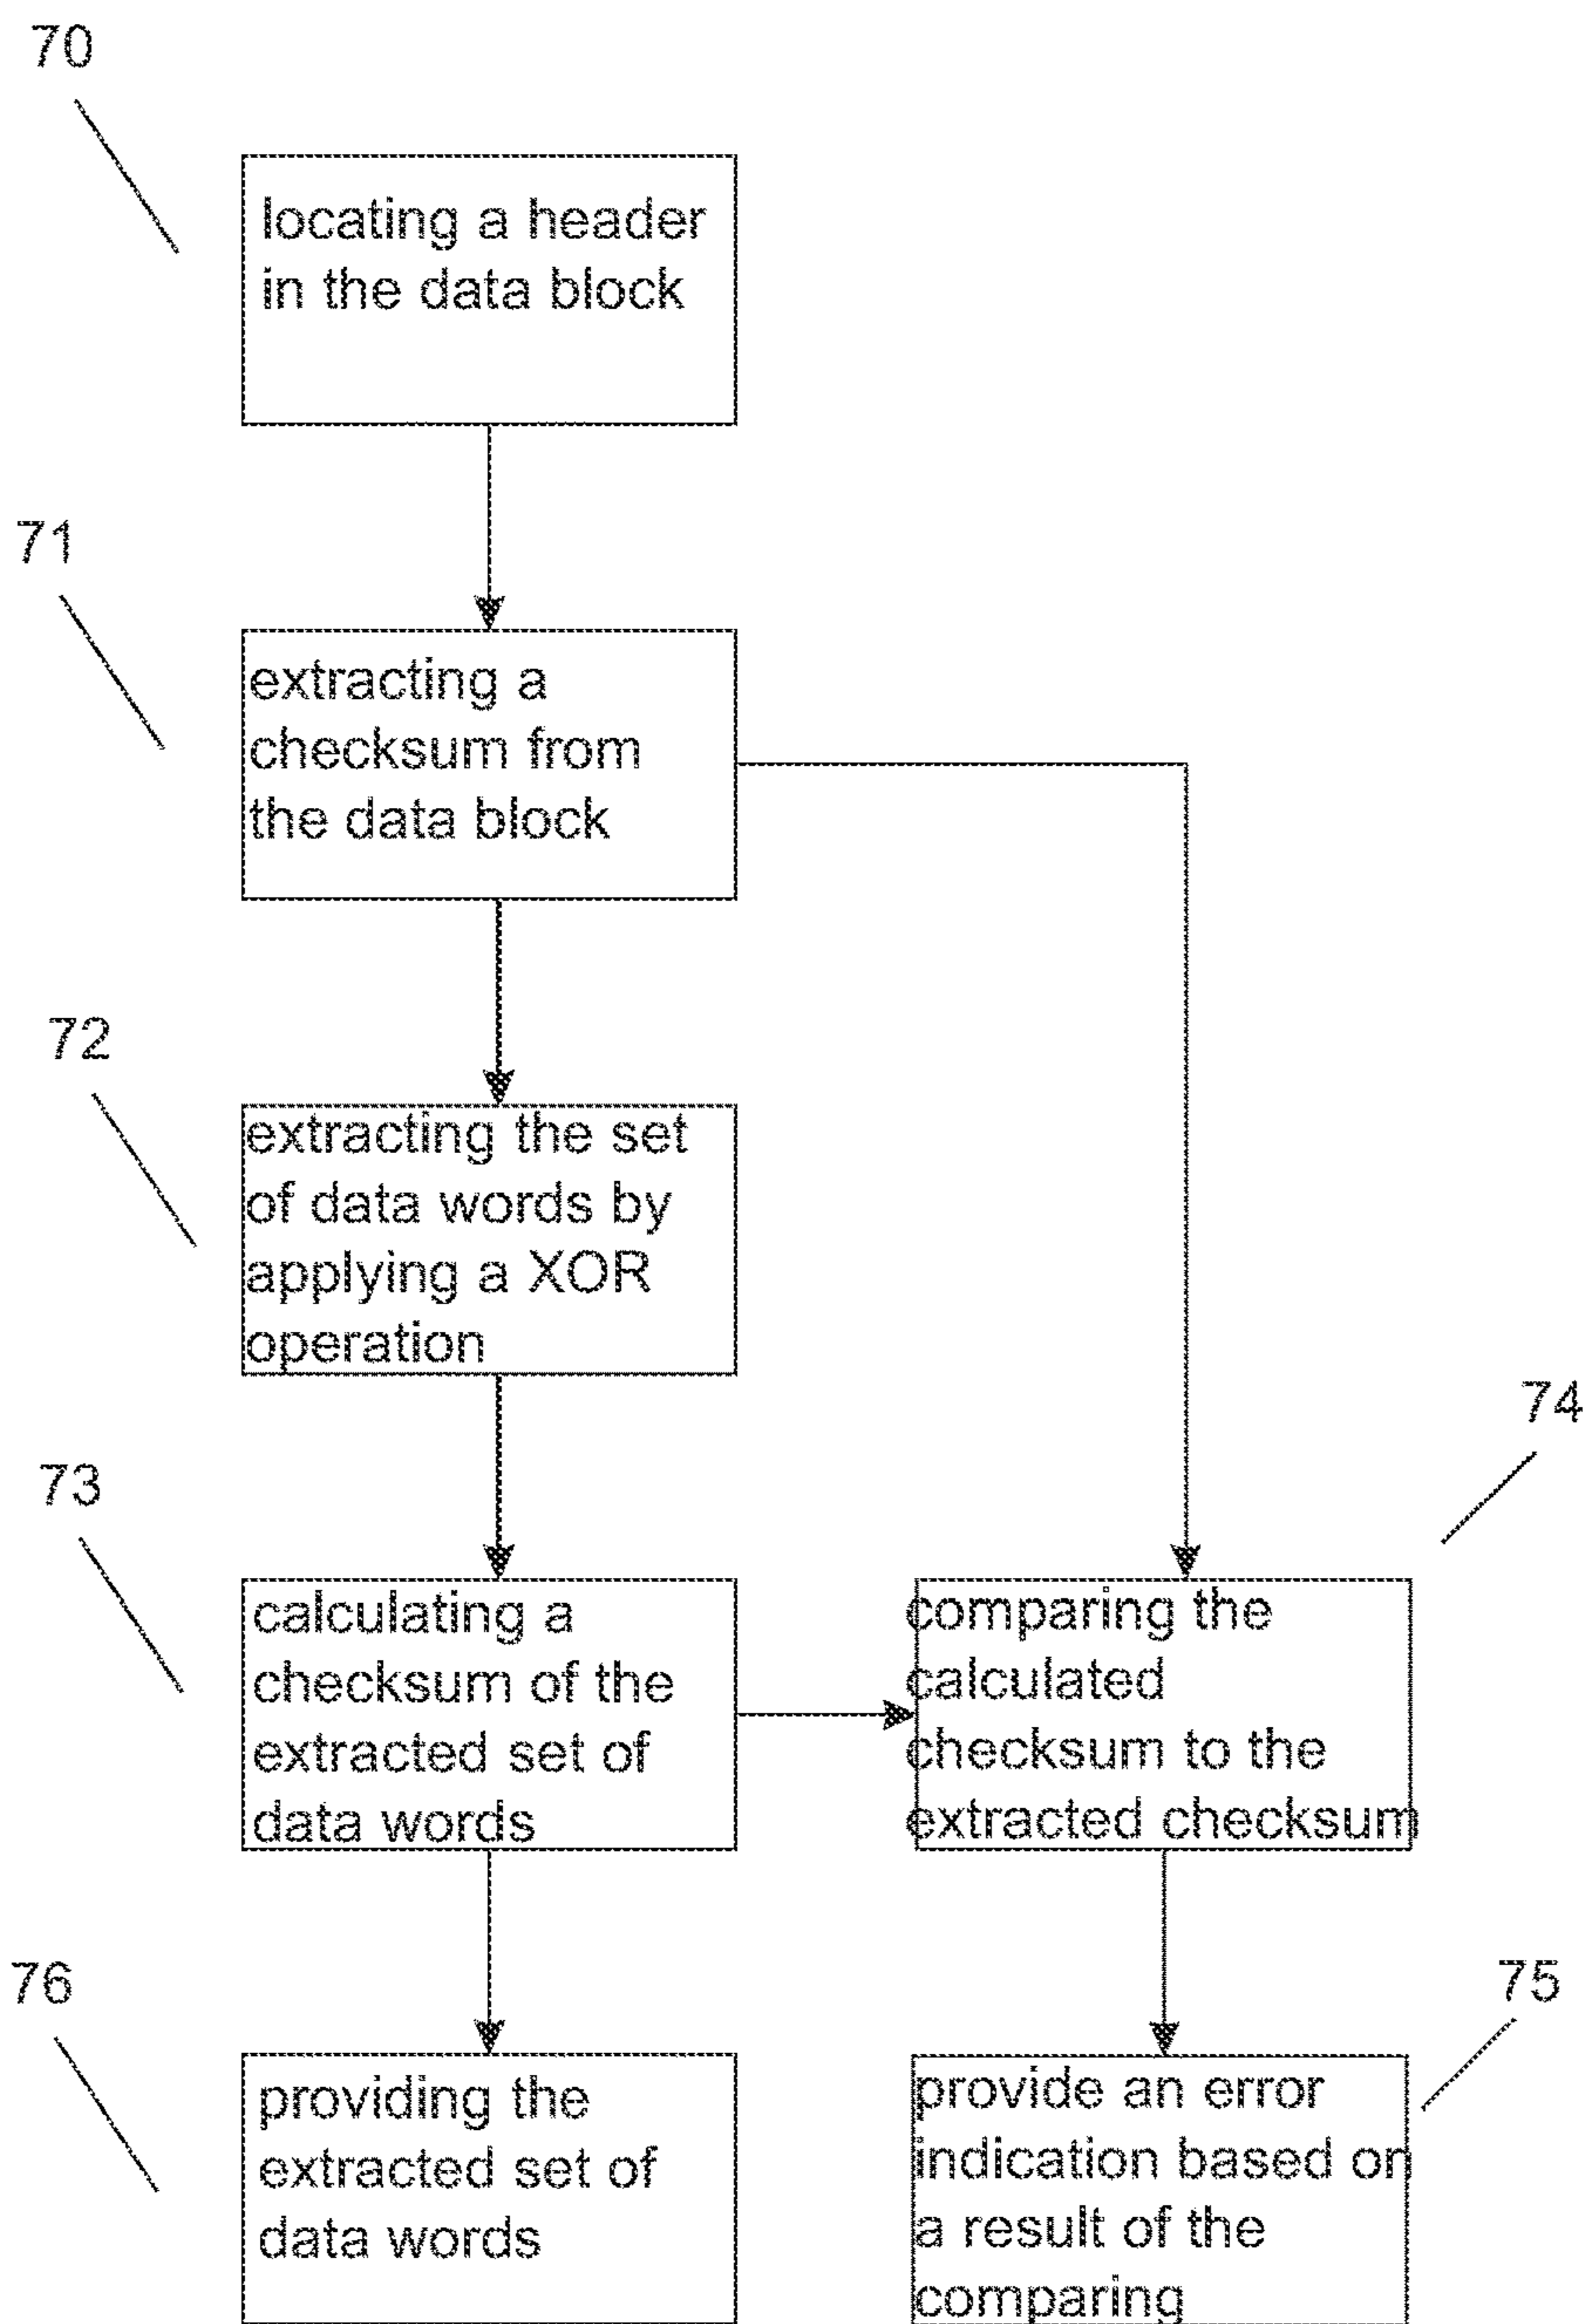 70
locating a header
in the data block
71
extracting a
checksum from
the data block
72
extracting the set
of data words by
applying a XOR
operation
73
calculating a
checksum of the
extracted set of
data words
74
comparing the
calculated
checksum to the
extracted checksum
76
providing the
extracted set of
data words
75
provide an error
indication based on
a result of the
comparing